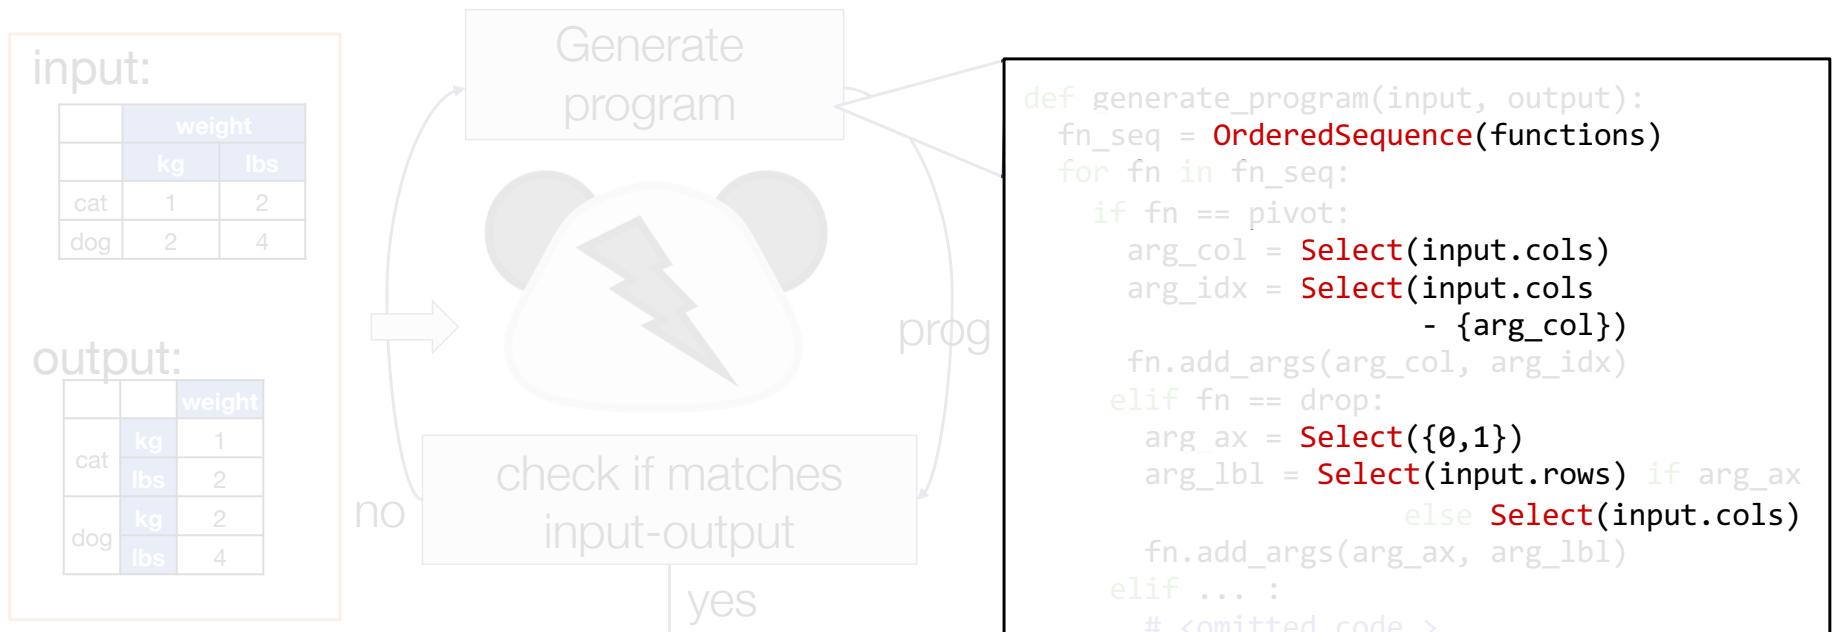 input:
weight
kg lbs
cat 1 2
dog 2 4
output:
weight
cat kg 1
lbs 2
dog kg 2
lbs 4
Generate
program
prog
check if matches
input-output
no
yes
def generate_program(input, output):
fn_seq = OrderedSequence(functions)
for fn in fn_seq:
if fn == pivot:
arg_col = Select(input.cols)
arg_idx = Select(input.cols
- {arg_col})
fn.add_args(arg_col, arg_idx)
elif fn == drop:
arg_ax = Select({0,1})
arg_lbl = Select(input.rows) if arg_ax
else Select(input.cols)
fn.add_args(arg_ax, arg_lbl)
elif ... :
# <omitted code >